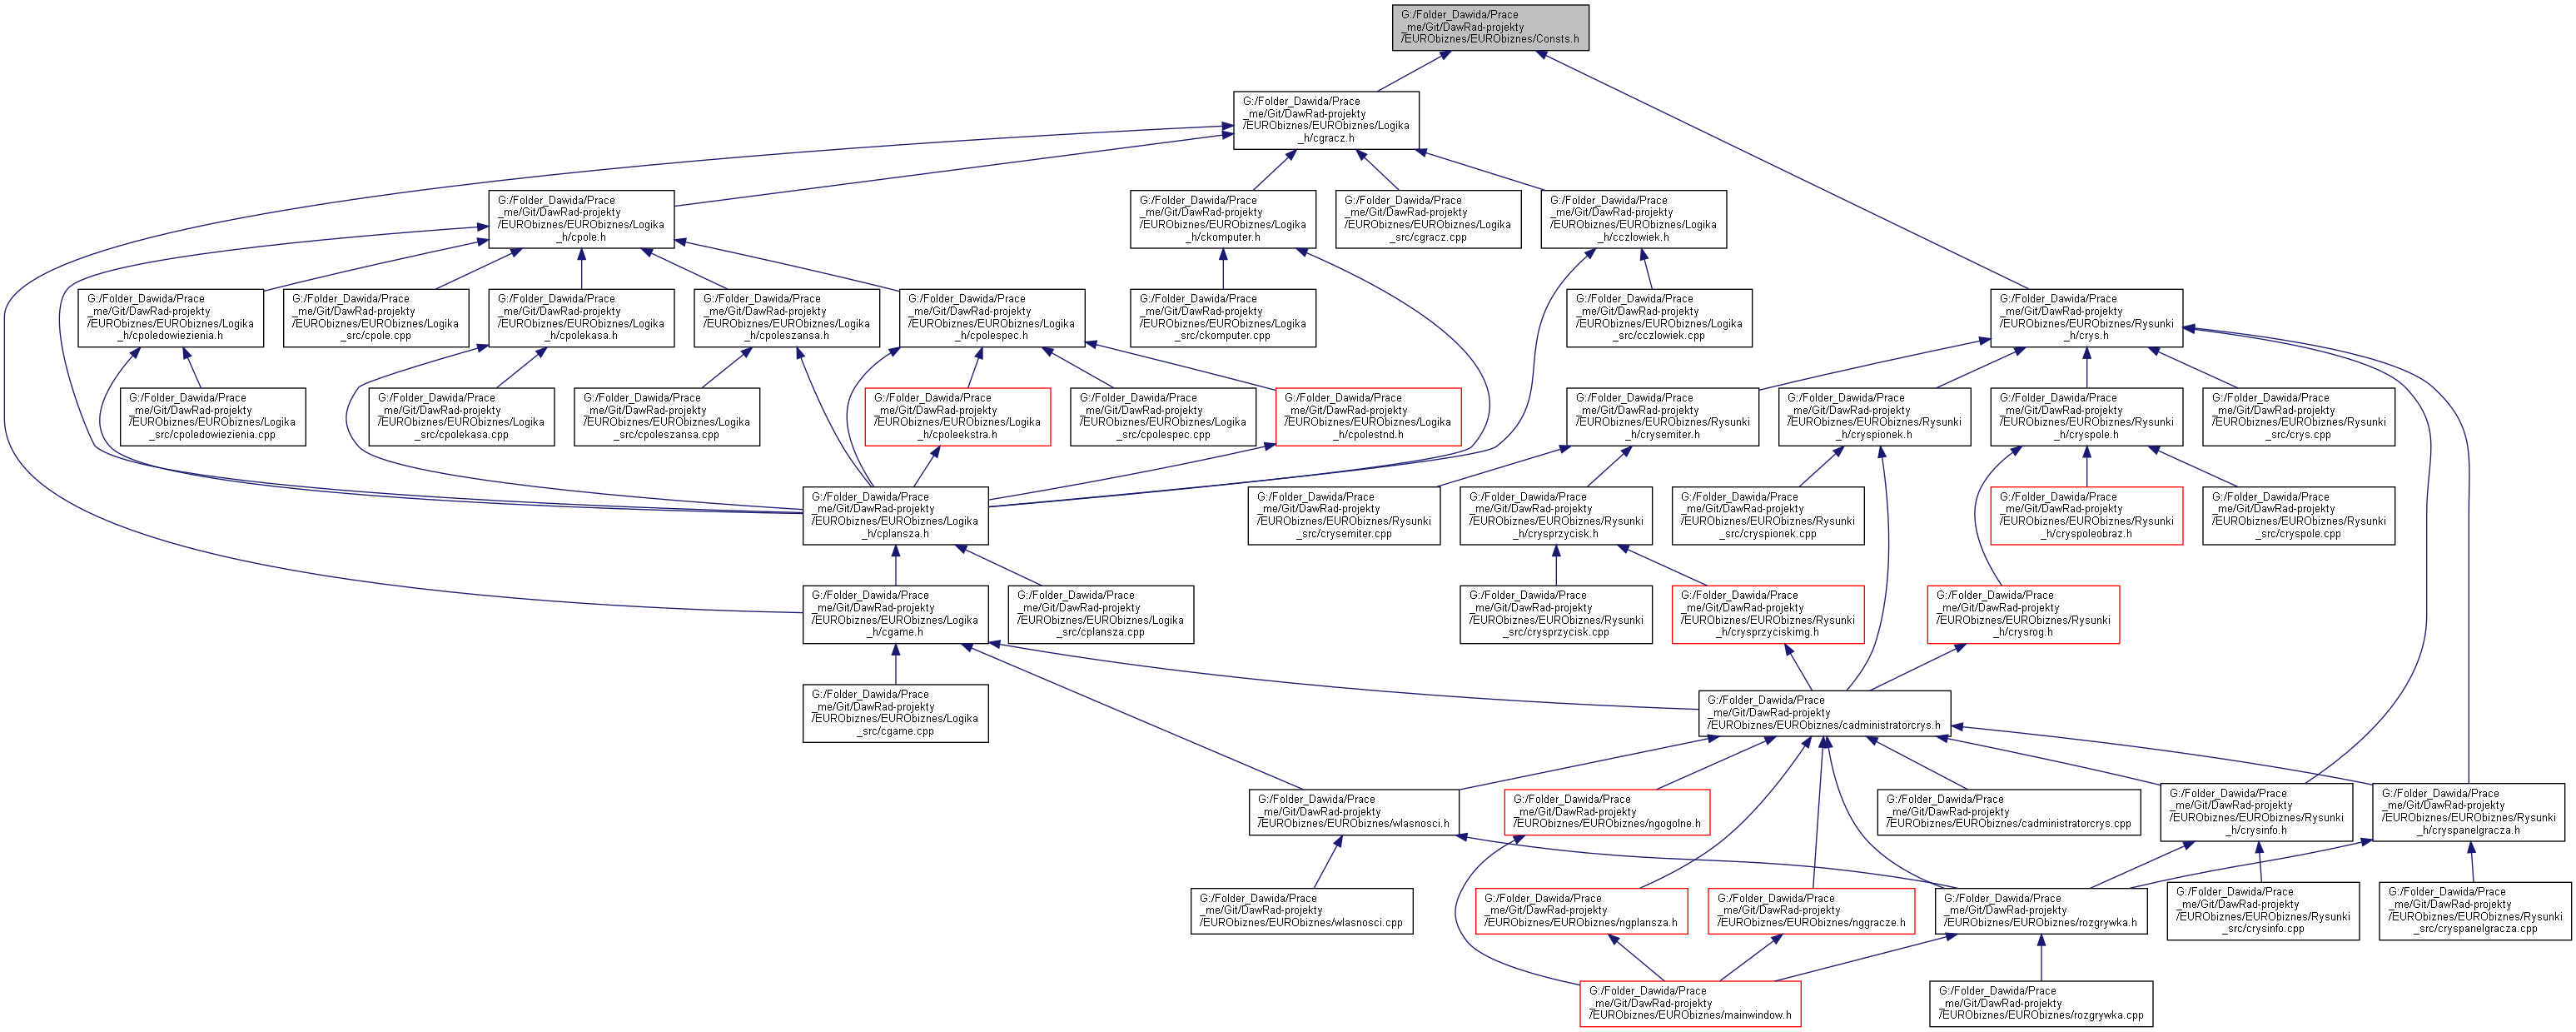 G:/Folder_Dawida/Prace
_me/Git/DawRad-projekty
/EURObiznes/EURObiznes/Consts.h
G:/Folder_Dawida/Prace
_me/Git/DawRad-projekty
/EURObiznes/EURObiznes/Logika
_h/cgracz.h
G:/Folder_Dawida/Prace
_me/Git/DawRad-projekty
/EURObiznes/EURObiznes/Logika
_h/cpole.h
G:/Folder_Dawida/Prace
_me/Git/DawRad-projekty
/EURObiznes/EURObiznes/Logika
_h/ckomputer.h
G:/Folder_Dawida/Prace
_me/Git/DawRad-projekty
/EURObiznes/EURObiznes/Logika
_src/cgracz.cpp
G:/Folder_Dawida/Prace
_me/Git/DawRad-projekty
/EURObiznes/EURObiznes/Logika
_h/cczlowiek.h
G:/Folder_Dawida/Prace
_me/Git/DawRad-projekty
/EURObiznes/EURObiznes/Logika
_h/cpoledowiezienia.h
G:/Folder_Dawida/Prace
_me/Git/DawRad-projekty
/EURObiznes/EURObiznes/Logika
_src/cpole.cpp
G:/Folder_Dawida/Prace
_me/Git/DawRad-projekty
/EURObiznes/EURObiznes/Logika
_h/cpolekasa.h
G:/Folder_Dawida/Prace
_me/Git/DawRad-projekty
/EURObiznes/EURObiznes/Logika
_h/cpoleszansa.h
G:/Folder_Dawida/Prace
_me/Git/DawRad-projekty
/EURObiznes/EURObiznes/Logika
_h/cpolespec.h
G:/Folder_Dawida/Prace
_me/Git/DawRad-projekty
/EURObiznes/EURObiznes/Logika
_src/ckomputer.cpp
G:/Folder_Dawida/Prace
_me/Git/DawRad-projekty
/EURObiznes/EURObiznes/Logika
_src/cczlowiek.cpp
G:/Folder_Dawida/Prace
_me/Git/DawRad-projekty
/EURObiznes/EURObiznes/Rysunki
_h/crys.h
G:/Folder_Dawida/Prace
_me/Git/DawRad-projekty
/EURObiznes/EURObiznes/Logika
_src/cpoledowiezienia.cpp
G:/Folder_Dawida/Prace
_me/Git/DawRad-projekty
/EURObiznes/EURObiznes/Logika
_src/cpolekasa.cpp
G:/Folder_Dawida/Prace
_me/Git/DawRad-projekty
/EURObiznes/EURObiznes/Logika
_src/cpoleszansa.cpp
G:/Folder_Dawida/Prace
_me/Git/DawRad-projekty
/EURObiznes/EURObiznes/Logika
_h/cpoleekstra.h
G:/Folder_Dawida/Prace
_me/Git/DawRad-projekty
/EURObiznes/EURObiznes/Logika
_src/cpolespec.cpp
G:/Folder_Dawida/Prace
_me/Git/DawRad-projekty
/EURObiznes/EURObiznes/Logika
_h/cpolestnd.h
G:/Folder_Dawida/Prace
_me/Git/DawRad-projekty
/EURObiznes/EURObiznes/Rysunki
_h/crysemiter.h
G:/Folder_Dawida/Prace
_me/Git/DawRad-projekty
/EURObiznes/EURObiznes/Rysunki
_h/cryspionek.h
G:/Folder_Dawida/Prace
_me/Git/DawRad-projekty
/EURObiznes/EURObiznes/Rysunki
_h/cryspole.h
G:/Folder_Dawida/Prace
_me/Git/DawRad-projekty
/EURObiznes/EURObiznes/Rysunki
_src/crys.cpp
G:/Folder_Dawida/Prace
_me/Git/DawRad-projekty
/EURObiznes/EURObiznes/Logika
_h/cplansza.h
G:/Folder_Dawida/Prace
_me/Git/DawRad-projekty
/EURObiznes/EURObiznes/Rysunki
_src/crysemiter.cpp
G:/Folder_Dawida/Prace
_me/Git/DawRad-projekty
/EURObiznes/EURObiznes/Rysunki
_h/crysprzycisk.h
G:/Folder_Dawida/Prace
_me/Git/DawRad-projekty
/EURObiznes/EURObiznes/Rysunki
_src/cryspionek.cpp
G:/Folder_Dawida/Prace
_me/Git/DawRad-projekty
/EURObiznes/EURObiznes/Rysunki
_h/cryspoleobraz.h
G:/Folder_Dawida/Prace
_me/Git/DawRad-projekty
/EURObiznes/EURObiznes/Rysunki
_src/cryspole.cpp
G:/Folder_Dawida/Prace
_me/Git/DawRad-projekty
/EURObiznes/EURObiznes/Logika
_h/cgame.h
G:/Folder_Dawida/Prace
_me/Git/DawRad-projekty
/EURObiznes/EURObiznes/Logika
_src/cplansza.cpp
G:/Folder_Dawida/Prace
_me/Git/DawRad-projekty
/EURObiznes/EURObiznes/Rysunki
_src/crysprzycisk.cpp
G:/Folder_Dawida/Prace
_me/Git/DawRad-projekty
/EURObiznes/EURObiznes/Rysunki
_h/crysprzyciskimg.h
G:/Folder_Dawida/Prace
_me/Git/DawRad-projekty
/EURObiznes/EURObiznes/Rysunki
_h/crysrog.h
G:/Folder_Dawida/Prace
_me/Git/DawRad-projekty
/EURObiznes/EURObiznes/Logika
_src/cgame.cpp
G:/Folder_Dawida/Prace
_me/Git/DawRad-projekty
/EURObiznes/EURObiznes/cadministratorcrys.h
G:/Folder_Dawida/Prace
_me/Git/DawRad-projekty
/EURObiznes/EURObiznes/wlasnosci.h
G:/Folder_Dawida/Prace
_me/Git/DawRad-projekty
/EURObiznes/EURObiznes/ngogolne.h
G:/Folder_Dawida/Prace
_me/Git/DawRad-projekty
/EURObiznes/EURObiznes/cadministratorcrys.cpp
G:/Folder_Dawida/Prace
_me/Git/DawRad-projekty
/EURObiznes/EURObiznes/Rysunki
_h/crysinfo.h
G:/Folder_Dawida/Prace
_me/Git/DawRad-projekty
/EURObiznes/EURObiznes/Rysunki
_h/cryspanelgracza.h
G:/Folder_Dawida/Prace
_me/Git/DawRad-projekty
/EURObiznes/EURObiznes/wlasnosci.cpp
G:/Folder_Dawida/Prace
_me/Git/DawRad-projekty
/EURObiznes/EURObiznes/ngplansza.h
G:/Folder_Dawida/Prace
_me/Git/DawRad-projekty
/EURObiznes/EURObiznes/nggracze.h
G:/Folder_Dawida/Prace
_me/Git/DawRad-projekty
/EURObiznes/EURObiznes/rozgrywka.h
G:/Folder_Dawida/Prace
_me/Git/DawRad-projekty
/EURObiznes/EURObiznes/Rysunki
_src/crysinfo.cpp
G:/Folder_Dawida/Prace
_me/Git/DawRad-projekty
/EURObiznes/EURObiznes/Rysunki
_src/cryspanelgracza.cpp
G:/Folder_Dawida/Prace
_me/Git/DawRad-projekty
/EURObiznes/EURObiznes/mainwindow.h
G:/Folder_Dawida/Prace
_me/Git/DawRad-projekty
/EURObiznes/EURObiznes/rozgrywka.cpp